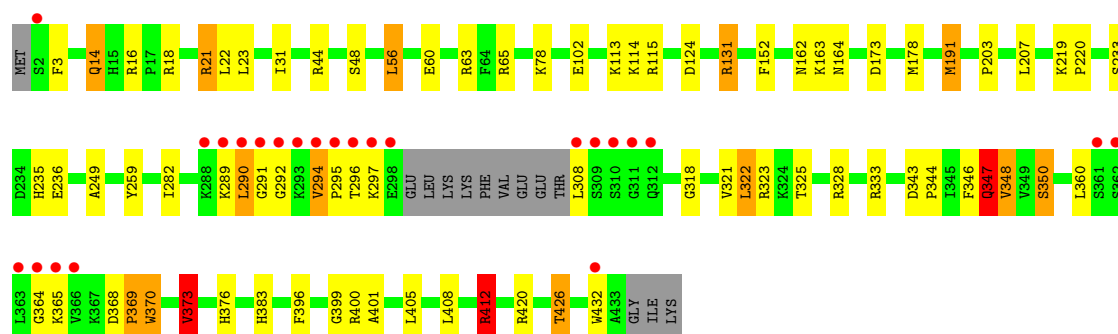 MET S2 F3 Q14 H15 R16 P17 R18 R21 L22 L23 I31 R44 S48 L56 E60 R63 F64 R65 K78 E102 K113 K114 R115 D124 R131 F152 N162 K163 N164 D173 M178 M191 P203 L207 K219 P220 S233
D234 H235 E236 A249 Y259 I282 K288 K289 L290 G291 G292 K293 V294 P295 T296 K297 E298 GLU LEU LYS LYS PHE VAL GLU GLU THR L308 S309 S310 G311 Q312 G318 V321 L322 R323 K324 T325 R328 R333 D343 P344 I345 F346 Q347 V348 V349 S350 L360 S361 S362
L363 G364 K365 V366 K367 D368 P369 W370 V373 H376 H383 F396 G399 R400 A401 L405 L408 R412 R420 T426 W432 A433 GLY ILE LYS